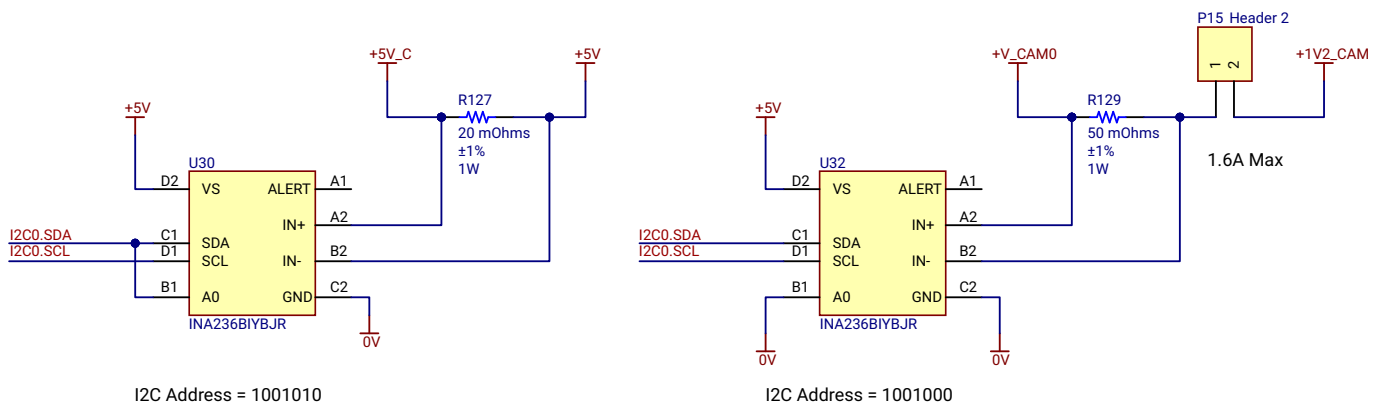 P15 Header 2
+5V_C
+5V
+V_CAM0
+1V2_CAM
1
2
R127
20 mOhms
±1%
1W
R129
50 mOhms
±1%
1W
1.6A Max
+5V
U30
D2
VS
ALERT
A1
IN+
A2
I2C0.SDA
C1
SDA
I2C0.SCL
D1
SCL
IN-
B2
B1
A0
GND
C2
INA236BIYBJR
0V
I2C Address = 1001010
+5V
U32
D2
VS
ALERT
A1
IN+
A2
I2C0.SDA
C1
SDA
I2C0.SCL
D1
SCL
IN-
B2
B1
A0
GND
C2
INA236BIYBJR
0V
0V
I2C Address = 1001000